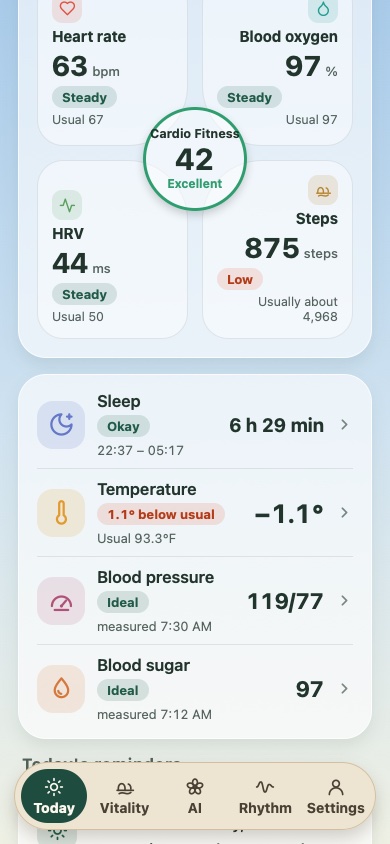 Heart rate
63 bpm
Steady
Usual 67
Blood oxygen
97 %
Steady
Usual 97
Cardio Fitness
42
Excellent
HRV
44 ms
Steady
Usual 50
Steps
875 steps
Low
Usually about
4,968
Sleep
Okay
22:37 – 05:17
6 h 29 min
Temperature
1.1° below usual
Usual 93.3°F
−1.1°
Blood pressure
Ideal
measured 7:30 AM
119/77
Blood sugar
Ideal
measured 7:12 AM
97
Today's reminders
Today
Vitality
AI
Rhythm
Settings